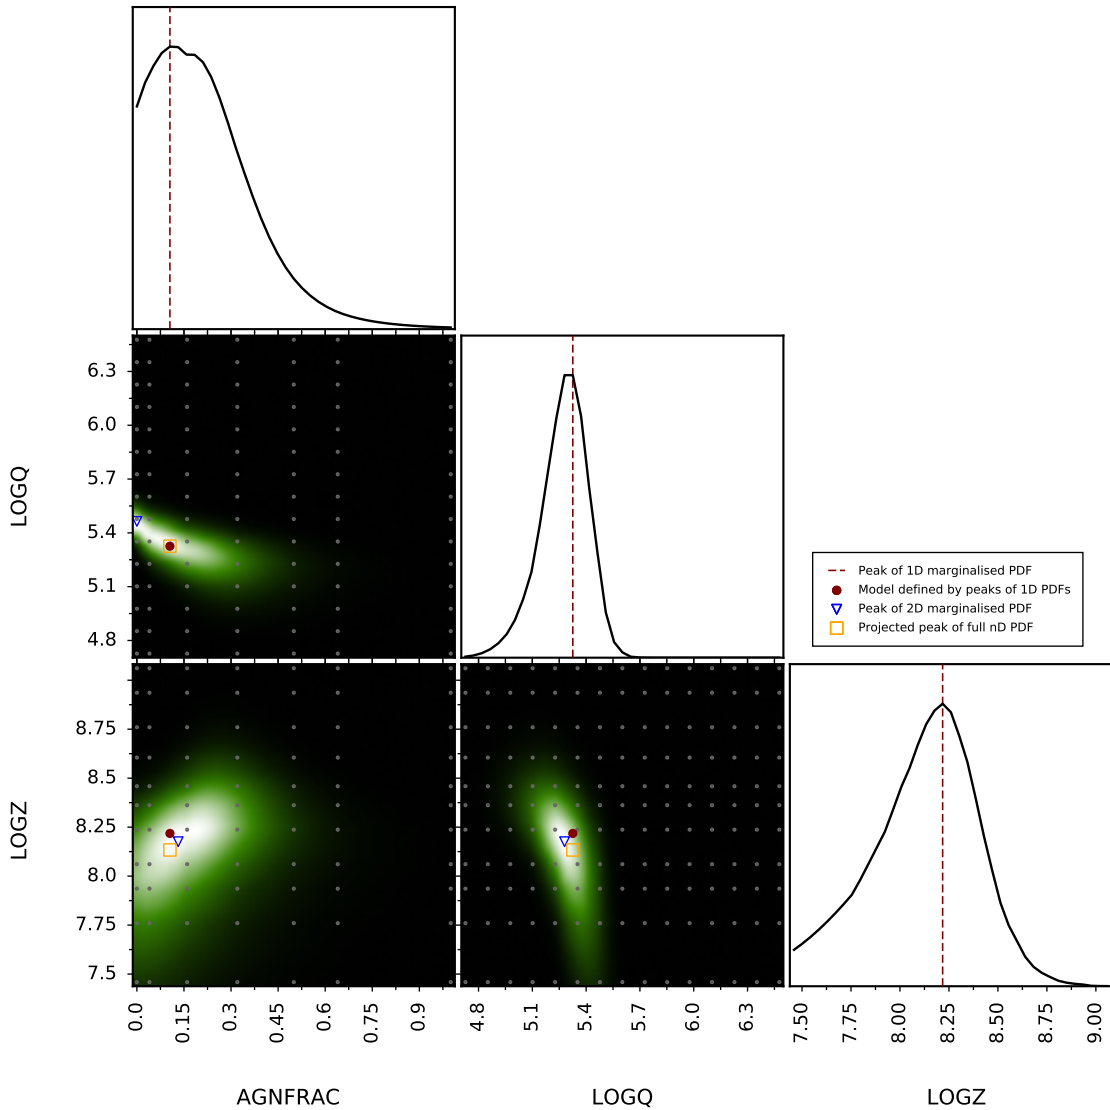 LOGQ
6.3
6.0
5.7
5.4
5.1
4.8
Peak of 1D marginalised PDF
Model defined by peaks of 1D PDFs
Peak of 2D marginalised PDF
Projected peak of full nD PDF
LOGZ
8.75
8.5
8.25
8.0
7.75
7.5
0.0 0.15 0.3 0.45 0.6 0.75 0.9
4.8 5.1 5.4 5.7 6.0 6.3
7.50 7.75 8.00 8.25 8.50 8.75 9.00
AGNFRAC LOGQ LOGZ